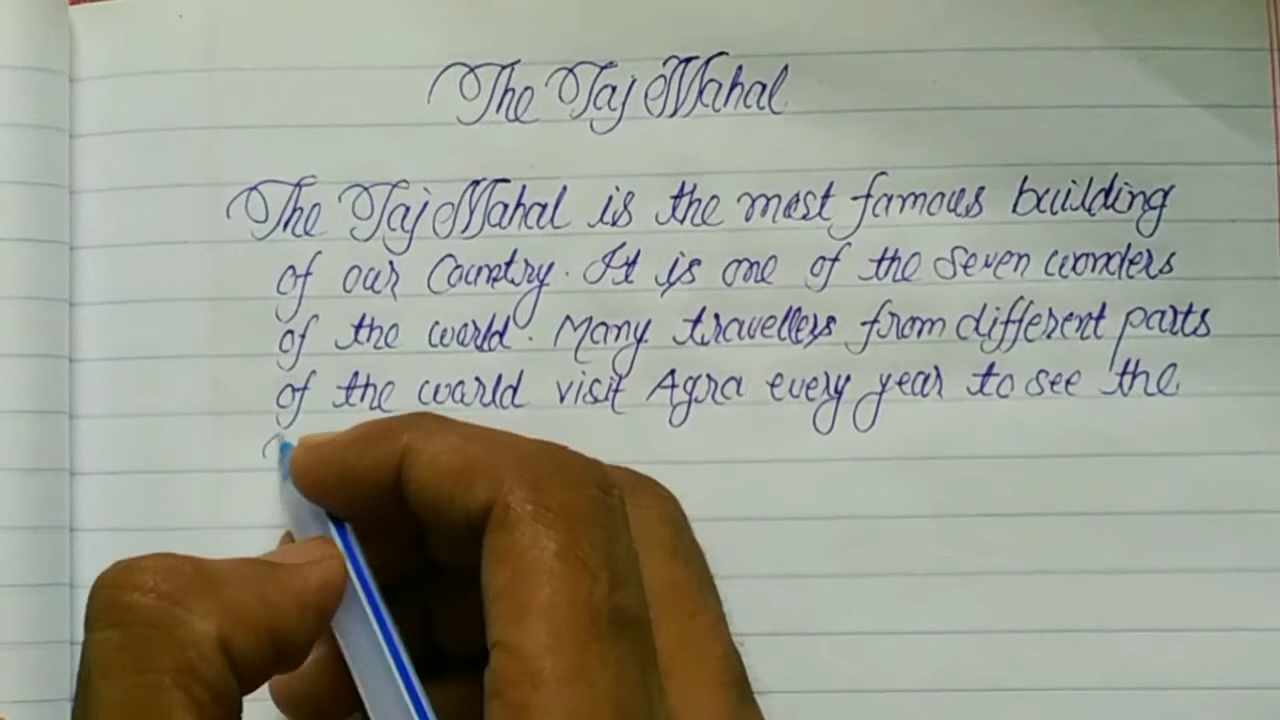 The Taj Mahal
The Taj Mahal is the most famous building
of our Country. It is one of the Seven wonders
of the world. Many travellers from different parts
of the world visit Agra every year to see the